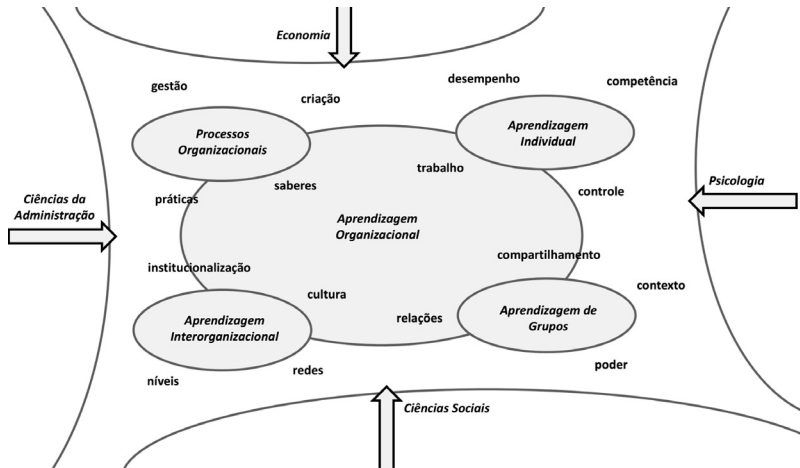 Economia
gestão
criação
desempenho
competência
Processos
Organizacionais
Aprendizagem
Individual
trabalho
saberes
práticas
controle
Psicologia
Ciências da
Administração
Aprendizagem
Organizacional
institucionalização
compartilhamento
cultura
relações
contexto
Aprendizagem
Interorganizacional
Aprendizagem de
Grupos
níveis
redes
poder
Ciências Sociais